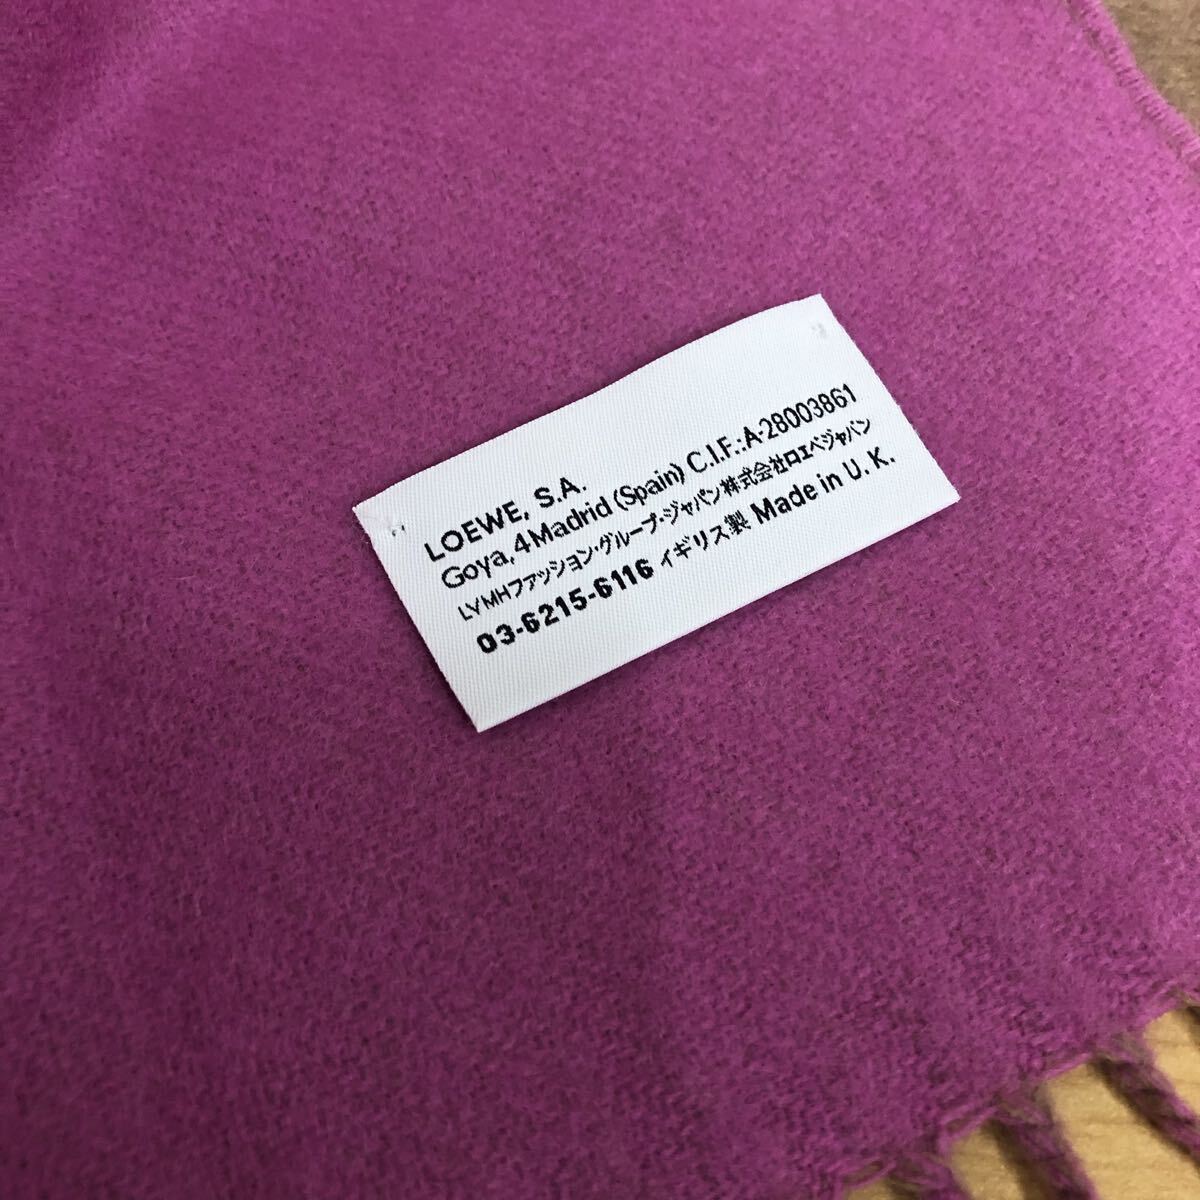 LOEWE, S.A.
Goya, 4 Madrid (Spain) C.I.F.:A-28003861
LVMHファッション・グループ・ジャパン株式会社ロエベジャパン
03-6215-6116 イギリス製 Made in U.K.